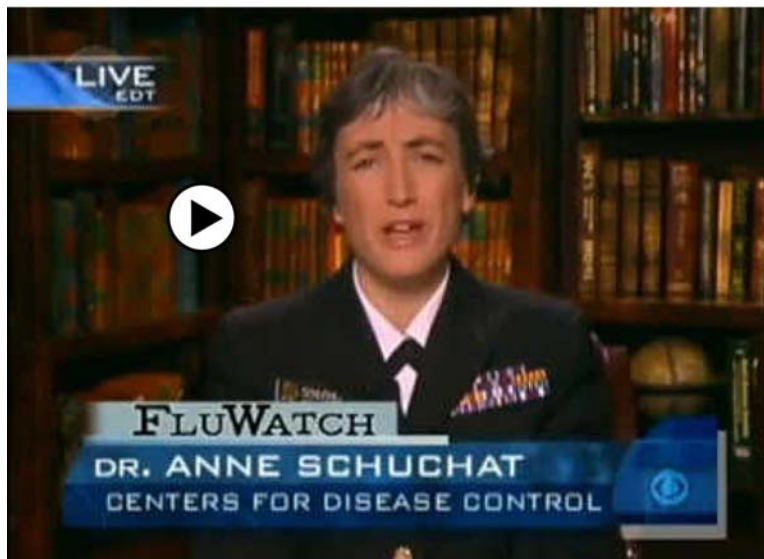 LIVE
EDT
FLUWATCH
DR. ANNE SCHUCHAT
CENTERS FOR DISEASE CONTROL